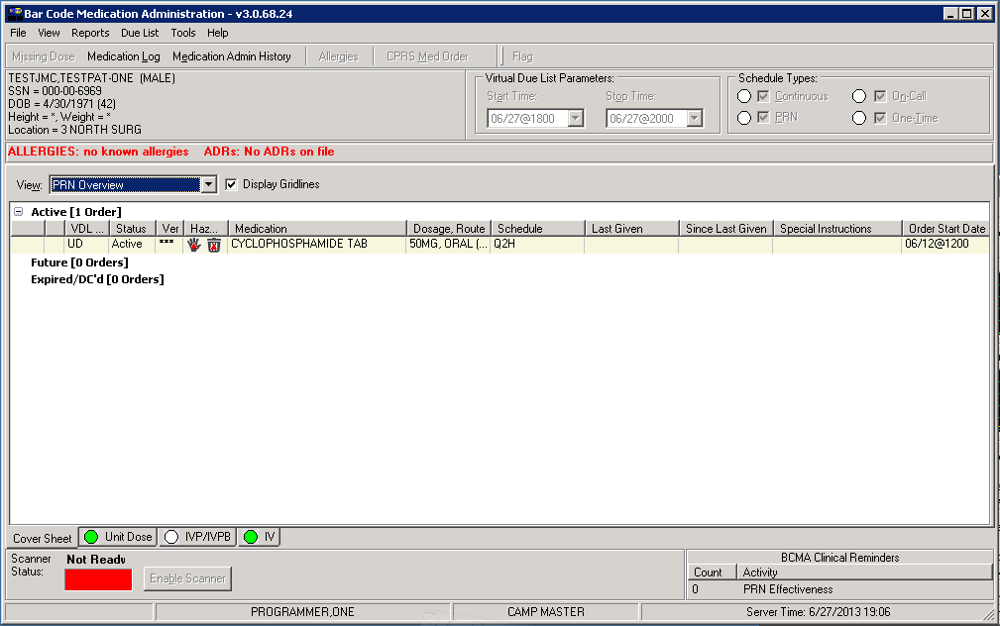 Bar Code Medication Administration - v3.0.68.24
File View Reports Due List Tools Help
Missing Dose Medication Log Medication Admin History Allergies CPRS Med Order Flag
TESTJMC,TESTPAT-ONE (MALE)
SSN = 000-00-6969
DOB = 4/30/1971 (42)
Height = *, Weight = *
Location = 3 NORTH SURG
Virtual Due List Parameters:
Start Time: Stop Time:
06/27@1800 06/27@2000
Schedule Types:
Continuous On-Call
PRN One-Time
ALLERGIES: no known allergies ADRs: No ADRs on file
View: PRN Overview Display Gridlines
Active [1 Order]
VDL ... Status Ver Haz... Medication Dosage, Route Schedule Last Given Since Last Given Special Instructions Order Start Date
UD Active *** CYCLOPHOSPHAMIDE TAB 50MG, ORAL (... Q2H 06/12@1200
Future [0 Orders]
Expired/DC'd [0 Orders]
Cover Sheet Unit Dose IVP/IVPB IV
Scanner Status: Not Ready Enable Scanner
BCMA Clinical Reminders
Count Activity
0 PRN Effectiveness
PROGRAMMER,ONE CAMP MASTER Server Time: 6/27/2013 19:06